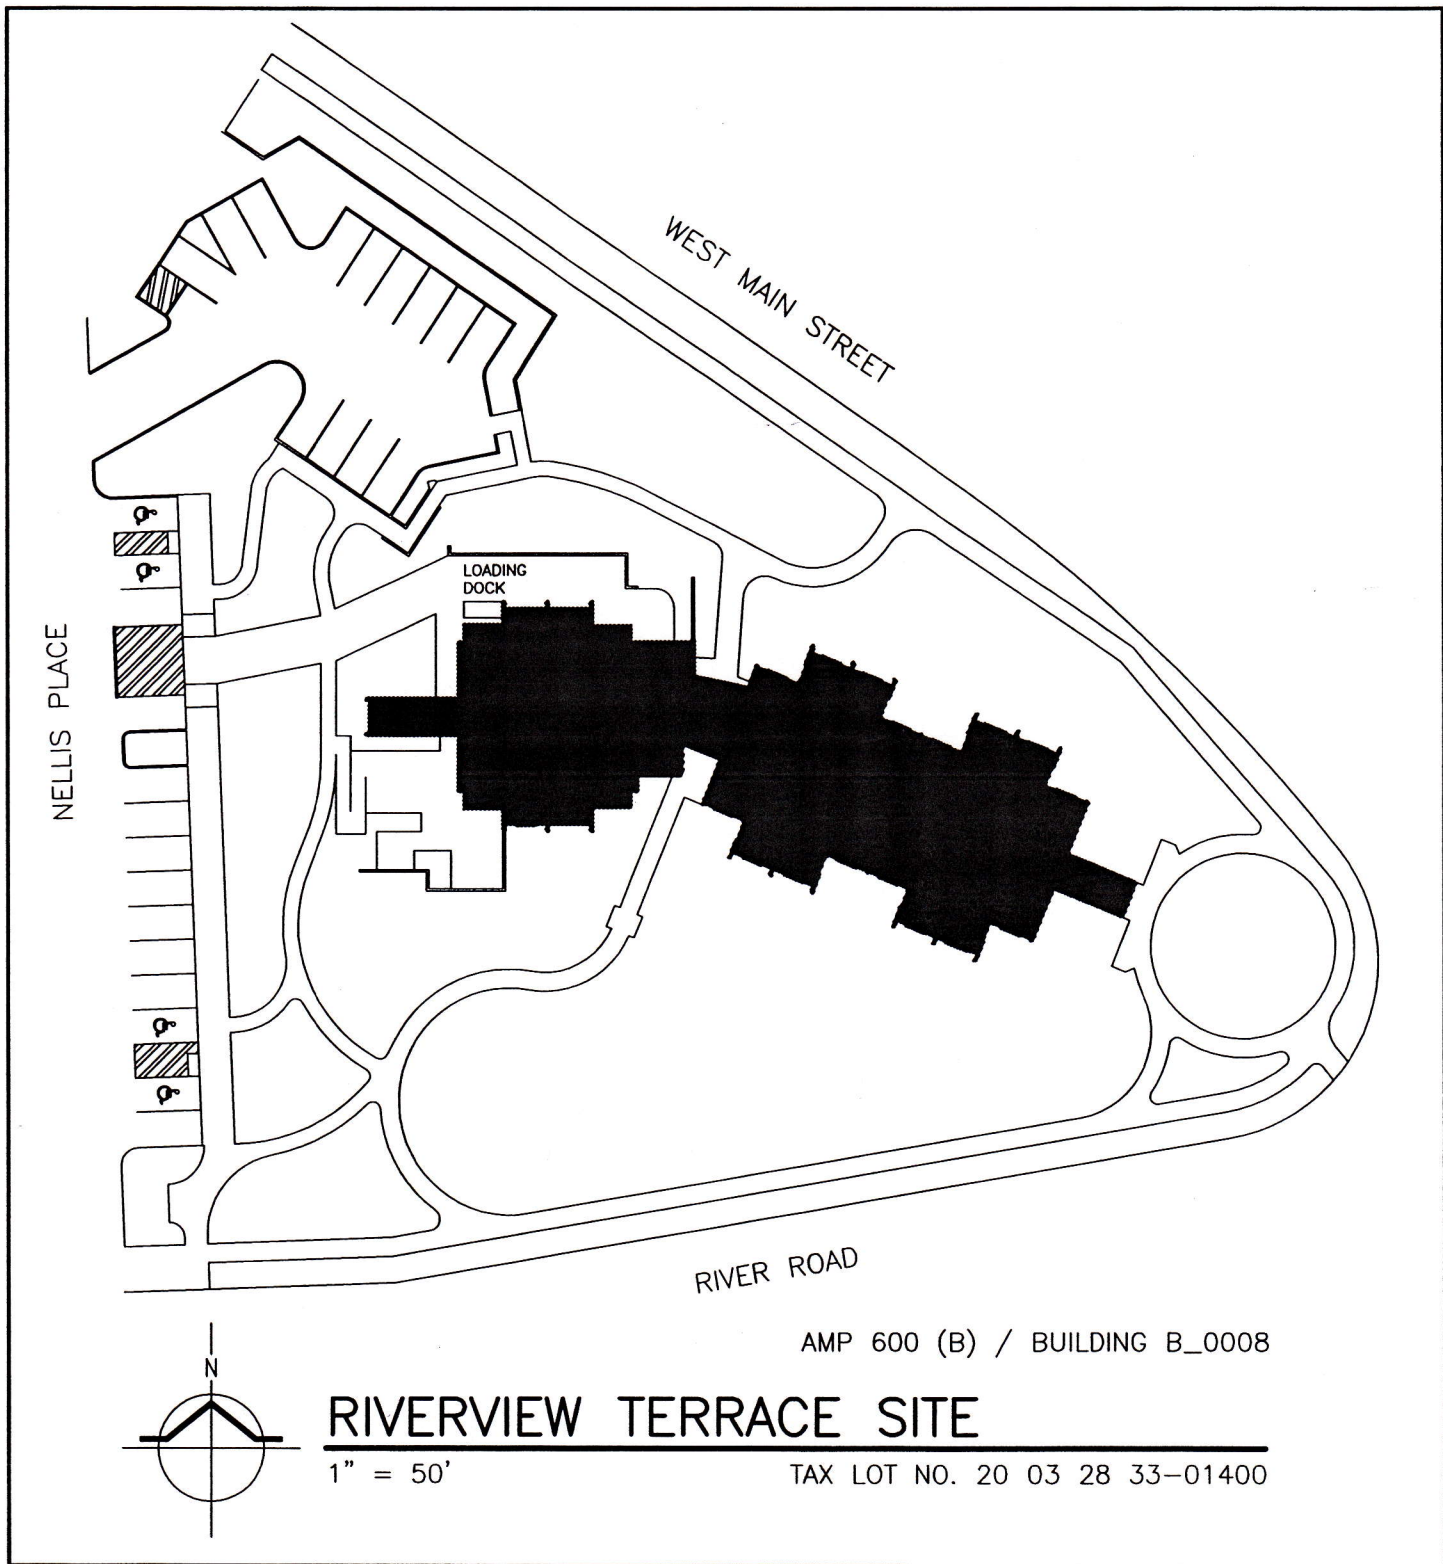 WEST MAIN STREET
LOADING
DOCK
NELLIS PLACE
RIVER ROAD
AMP 600 (B) / BUILDING B_0008
N
RIVERVIEW TERRACE SITE
1" = 50'
TAX LOT NO. 20 03 28 33-01400